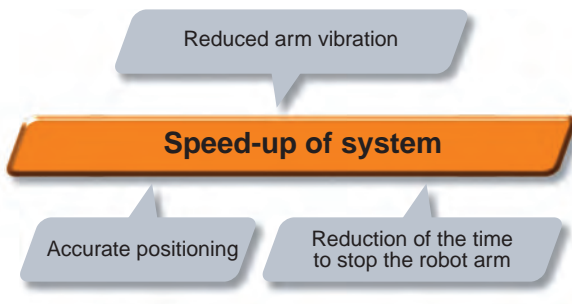 Reduced arm vibration
Speed-up of system
Accurate positioning
Reduction of the time
to stop the robot arm